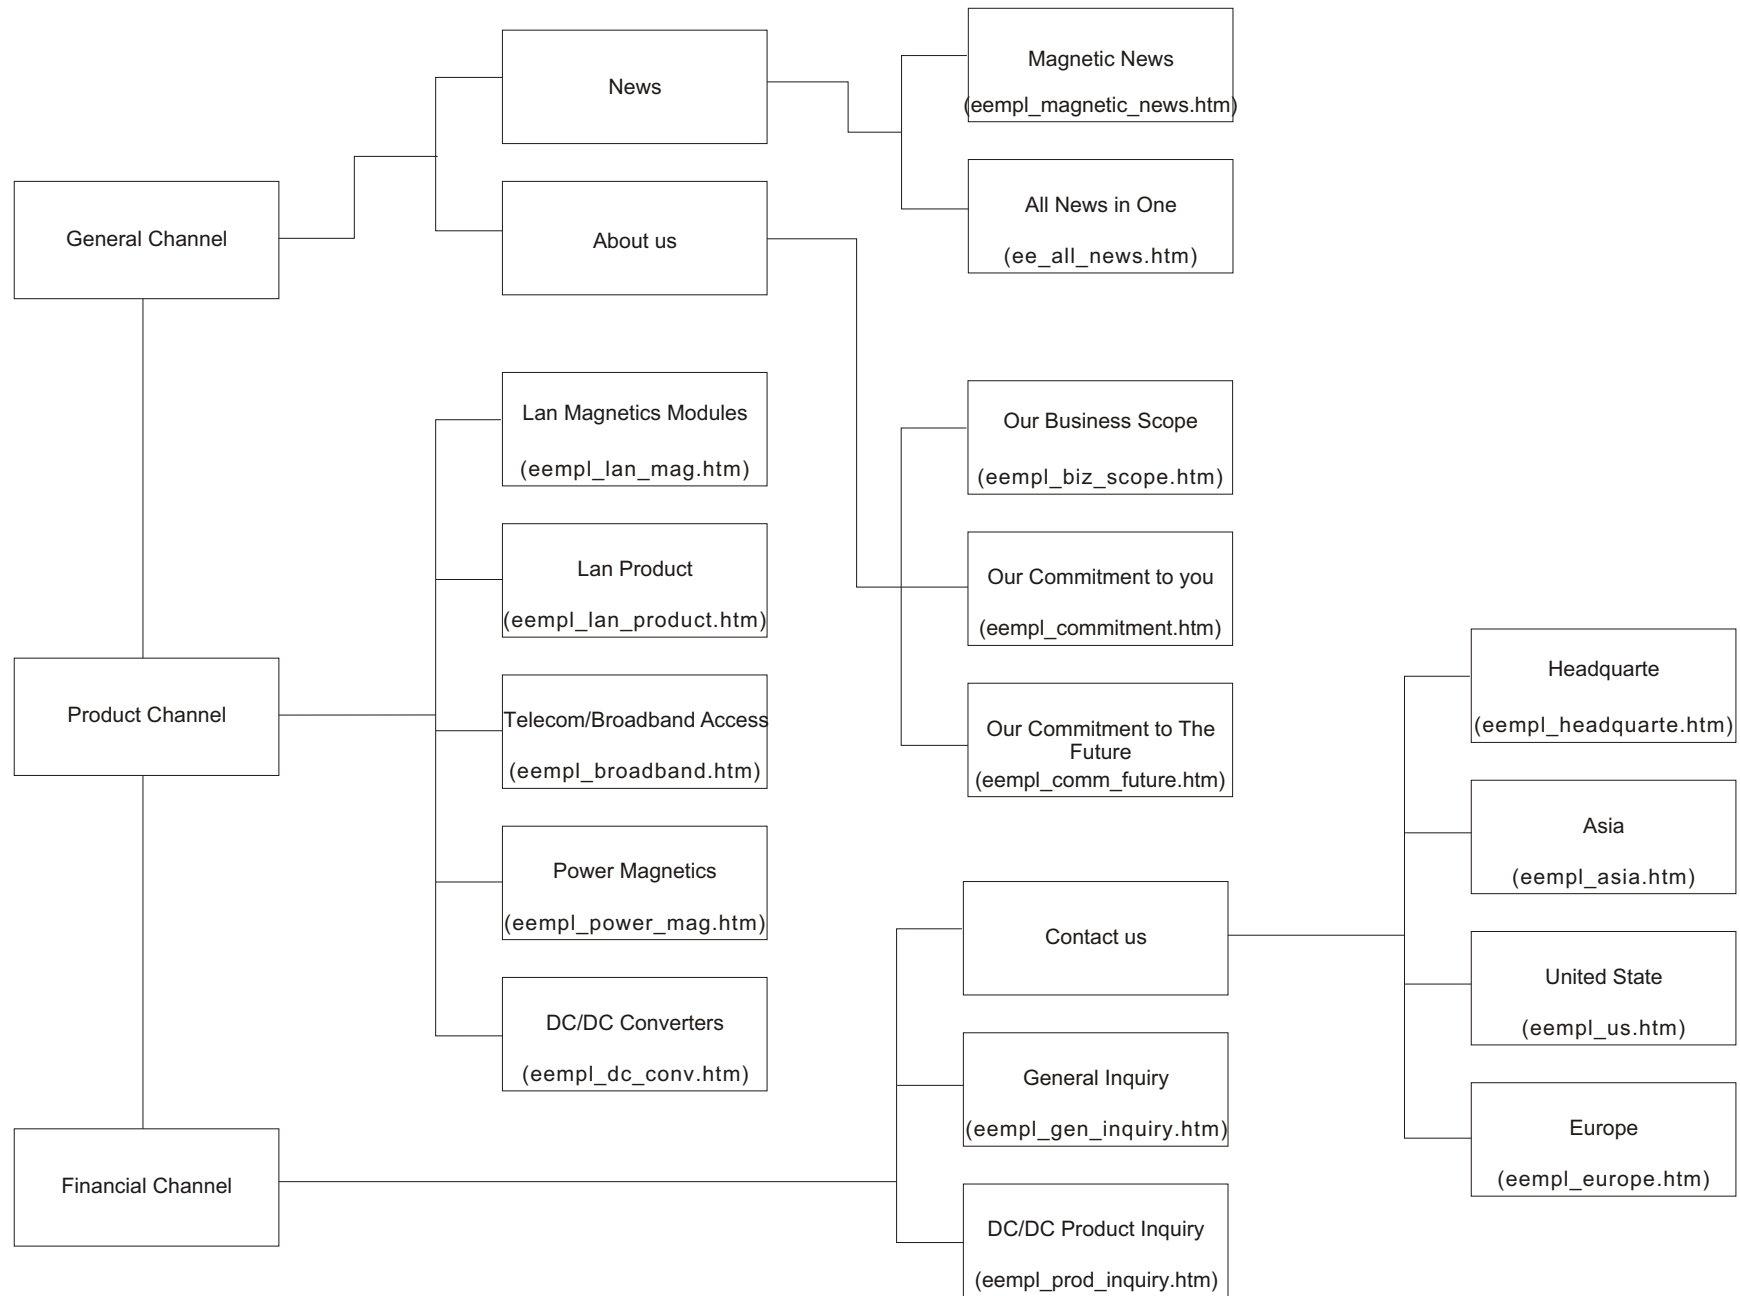 News
Magnetic News
(eempl_magnetic_news.htm)
All News in One
(ee_all_news.htm)
General Channel
About us
Lan Magnetics Modules
(eempl_lan_mag.htm)
Our Business Scope
(eempl_biz_scope.htm)
Lan Product
(eempl_lan_product.htm)
Our Commitment to you
(eempl_commitment.htm)
Product Channel
Telecom/Broadband Access
(eempl_broadband.htm)
Our Commitment to The
Future
(eempl_comm_future.htm)
Headquarte
(eempl_headquarte.htm)
Asia
(eempl_asia.htm)
Power Magnetics
(eempl_power_mag.htm)
Contact us
United State
(eempl_us.htm)
DC/DC Converters
(eempl_dc_conv.htm)
General Inquiry
(eempl_gen_inquiry.htm)
Europe
(eempl_europe.htm)
Financial Channel
DC/DC Product Inquiry
(eempl_prod_inquiry.htm)